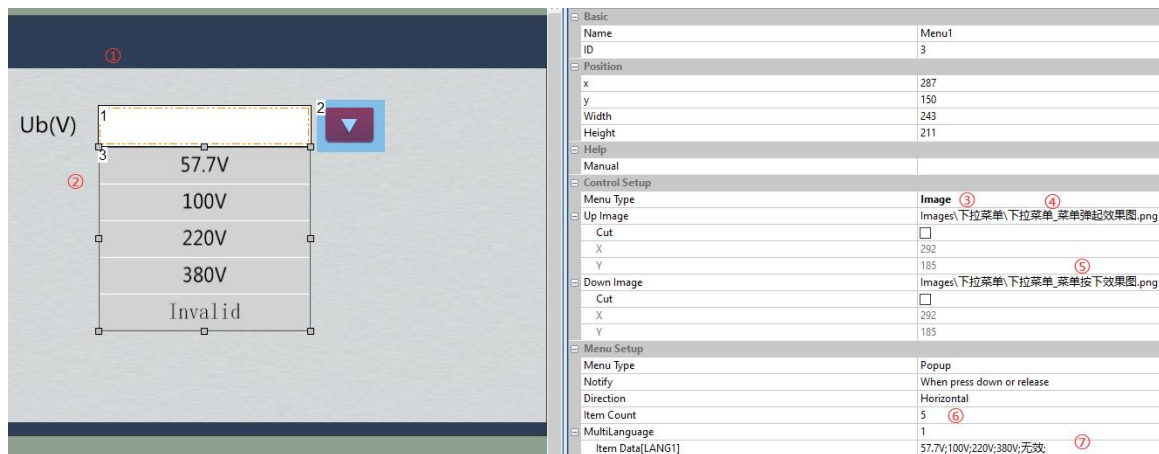 ①
Ub(V)
1
2
3
②
57.7V
100V
220V
380V
Invalid
Basic
Name Menu1
ID 3
Position
x 287
y 150
Width 243
Height 211
Help
Manual
Control Setup
Menu Type Image ③ ④
Up Image Images\下拉菜单\下拉菜单_菜单弹起效果图.png
Cut
X 292
Y 185 ⑤
Down Image Images\下拉菜单\下拉菜单_菜单按下效果图.png
Cut
X 292
Y 185
Menu Setup
Menu Type Popup
Notify When press down or release
Direction Horizontal
Item Count 5 ⑥
MultiLanguage 1
Item Data[LANG1] 57.7V;100V;220V;380V;无效; ⑦